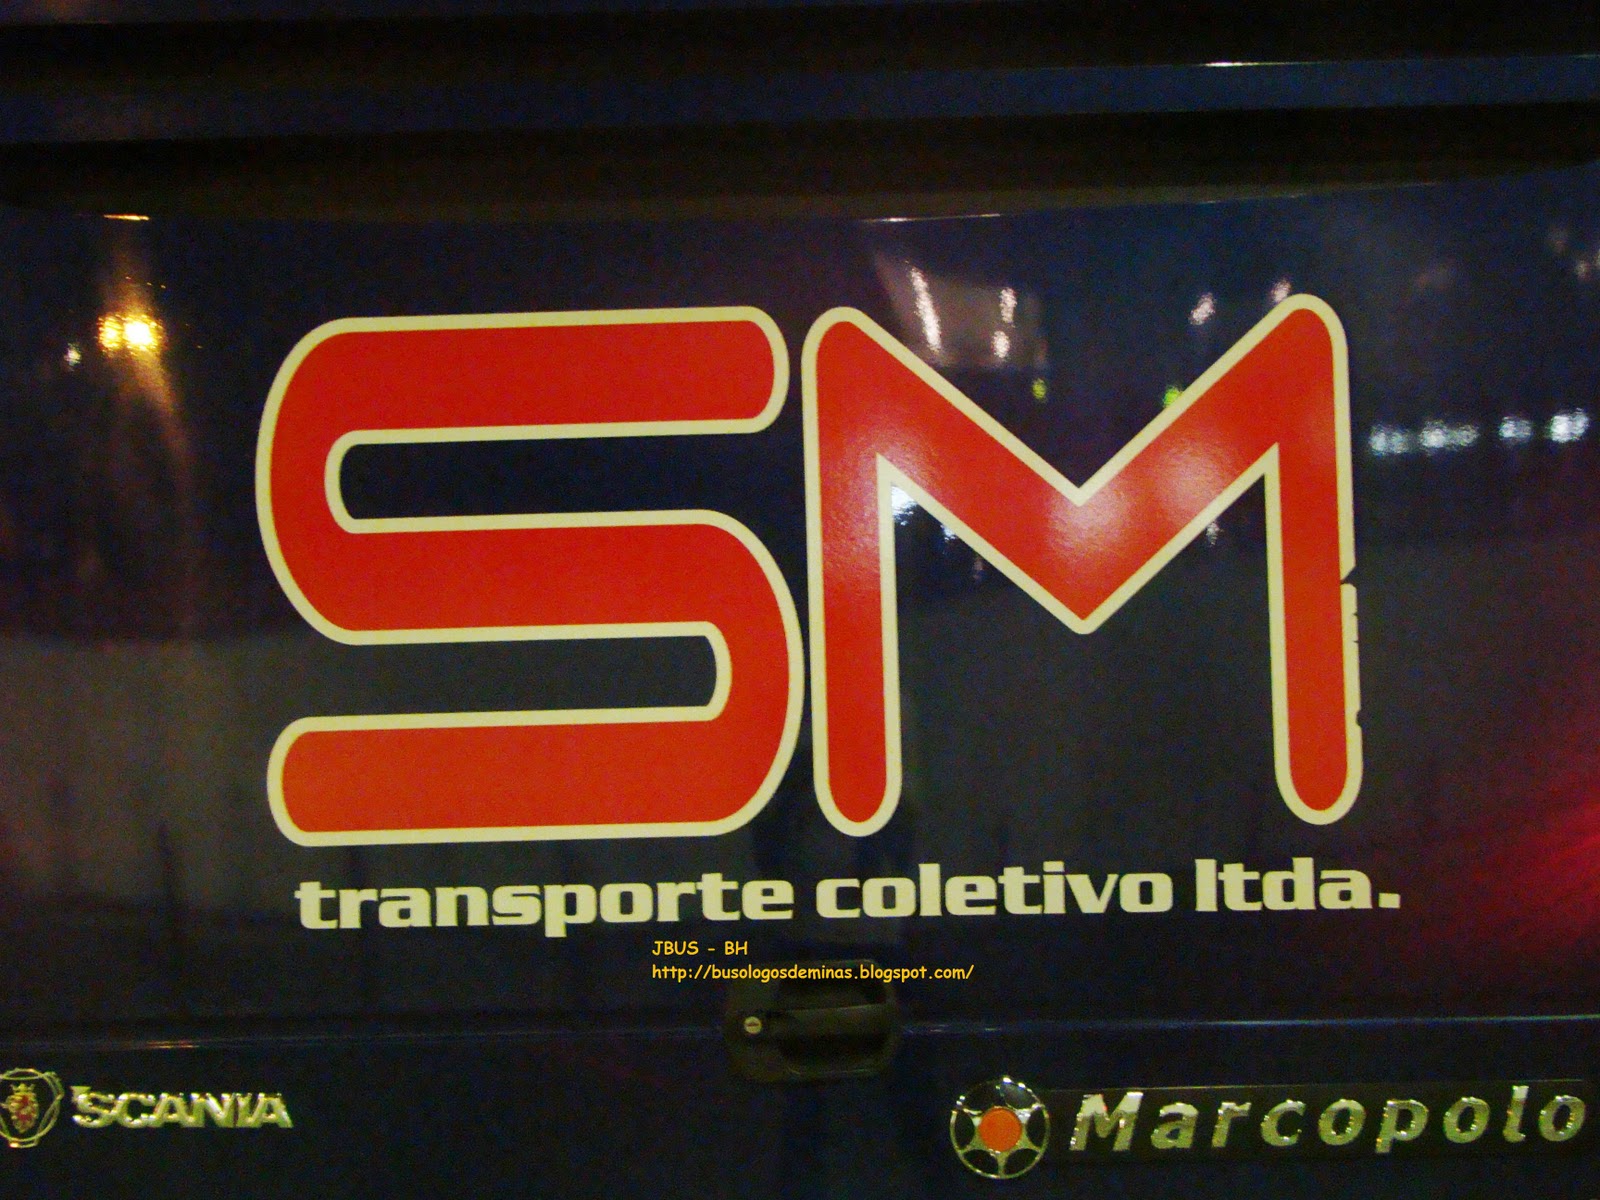 SM
transporte coletivo ltda.
JBUS - BH
http://busologosdeminas.blogspot.com/
SCANIA
Marcopolo